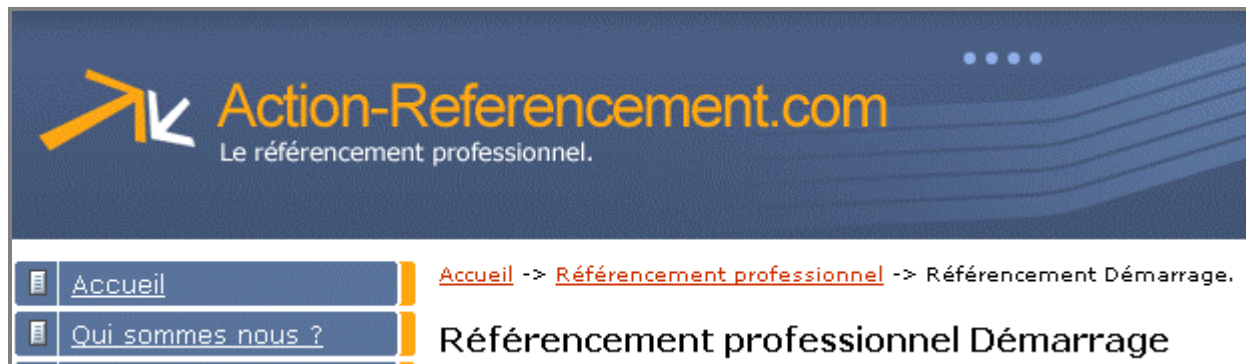 Action-Referencement.com
Le référencement professionnel.
Accueil
Qui sommes nous ?
Accueil -> Référencement professionnel -> Référencement Démarrage.
Référencement professionnel Démarrage